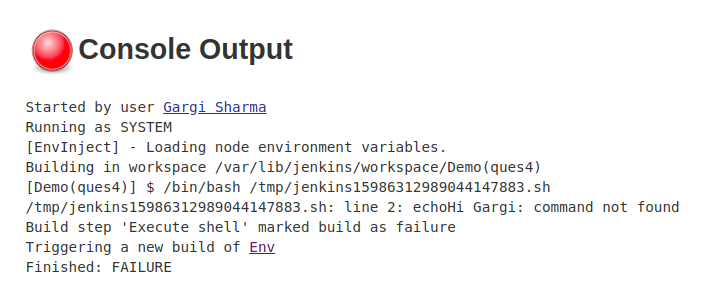 Console Output
Started by user Gargi Sharma
Running as SYSTEM
[EnvInject] - Loading node environment variables.
Building in workspace /var/lib/jenkins/workspace/Demo(ques4)
[Demo(ques4)] $ /bin/bash /tmp/jenkins15986312989044147883.sh
/tmp/jenkins15986312989044147883.sh: line 2: echoHi Gargi: command not found
Build step 'Execute shell' marked build as failure
Triggering a new build of Env
Finished: FAILURE